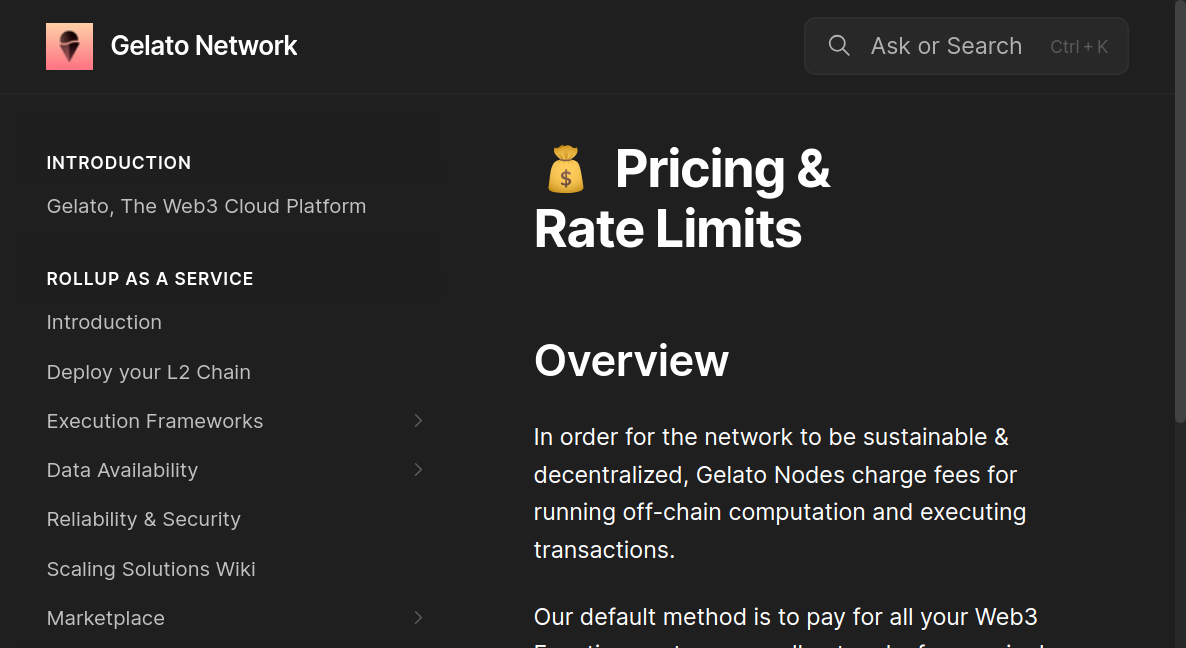 Gelato Network
Ask or Search Ctrl + K
INTRODUCTION
Gelato, The Web3 Cloud Platform
ROLLUP AS A SERVICE
Introduction
Deploy your L2 Chain
Execution Frameworks
Data Availability
Reliability & Security
Scaling Solutions Wiki
Marketplace
Pricing &
Rate Limits
Overview
In order for the network to be sustainable &
decentralized, Gelato Nodes charge fees for
running off-chain computation and executing
transactions.
Our default method is to pay for all your Web3